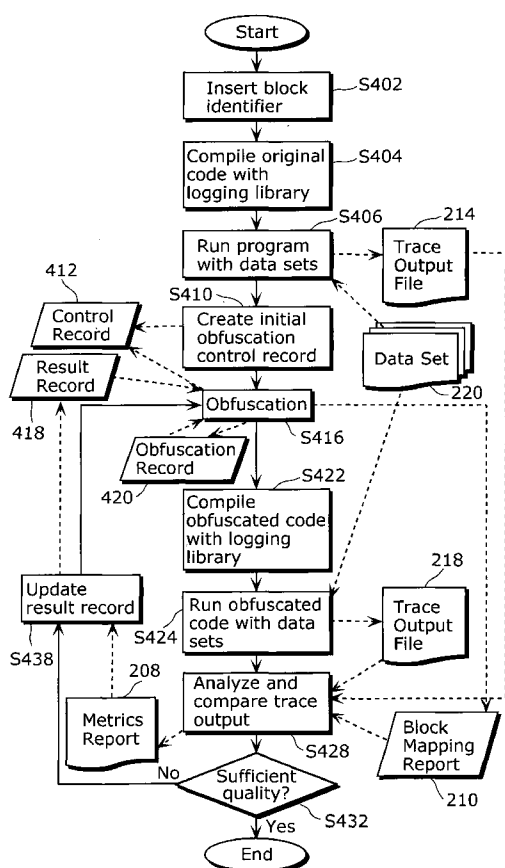 Start
Insert block
identifier
S402
Compile original
code with
logging library
S404
Run program
with data sets
S406
214
Trace
Output
File
412
Control
Record
S410
Create initial
obfuscation
control record
Result
Record
418
Data Set
220
Obfuscation
S416
Obfuscation
Record
420
S422
Compile
obfuscated code
with logging
library
Update
result record
S438
S424
Run obfuscated
code with data
sets
218
Trace
Output
File
208
Metrics
Report
Analyze and
compare trace
output
S428
Block
Mapping
Report
210
No
Sufficient
quality?
S432
Yes
End